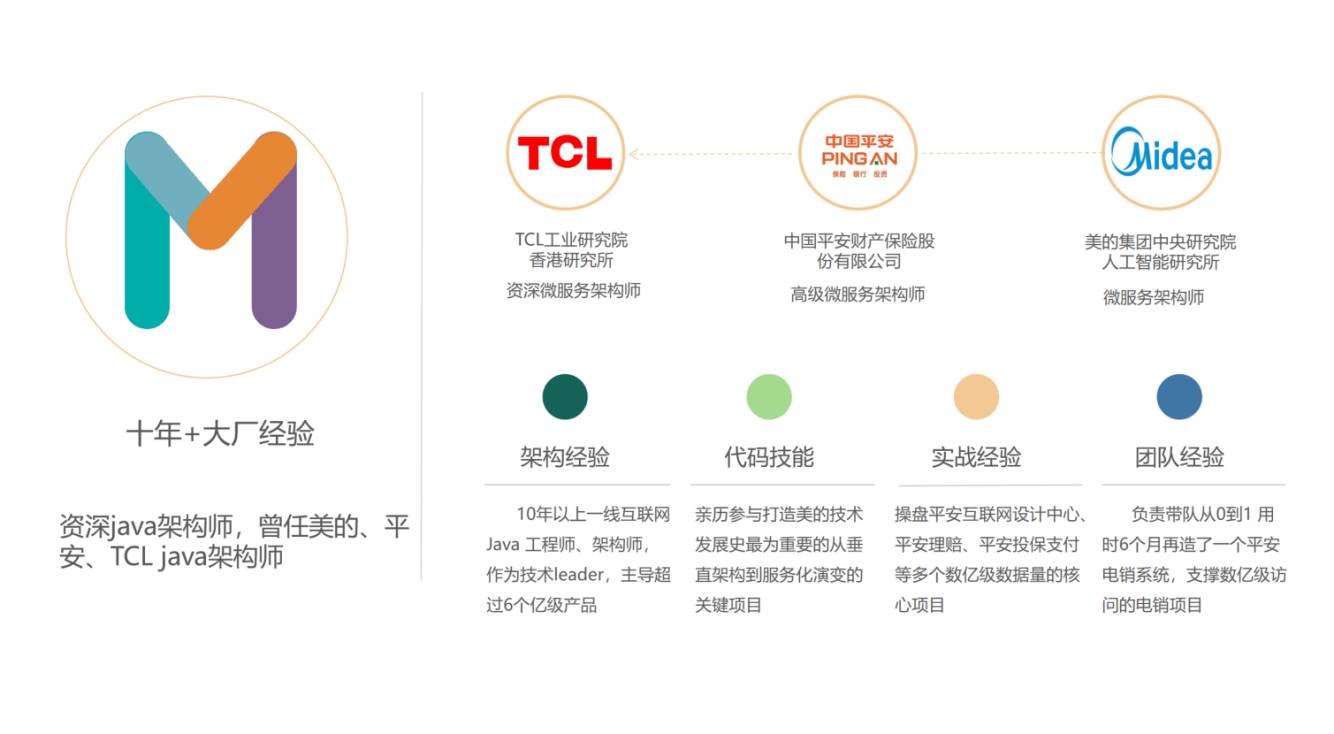 十年+大厂经验
资深java架构师，曾任美的、平
安、TCL java架构师
TCL
中国平安
PING AN
保险 银行 投资
Midea
TCL工业研究院
香港研究所
资深微服务架构师
中国平安财产保险股
份有限公司
高级微服务架构师
美的集团中央研究院
人工智能研究所
微服务架构师
架构经验
10年以上一线互联网
Java 工程师、架构师，
作为技术leader，主导超
过6个亿级产品
代码技能
亲历参与打造美的技术
发展史最为重要的从垂
直架构到服务化演变的
关键项目
实战经验
操盘平安互联网设计中心、
平安理赔、平安投保支付
等多个数亿级数据量的核
心项目
团队经验
负责带队从0到1 用
时6个月再造了一个平安
电销系统，支撑数亿级访
问的电销项目